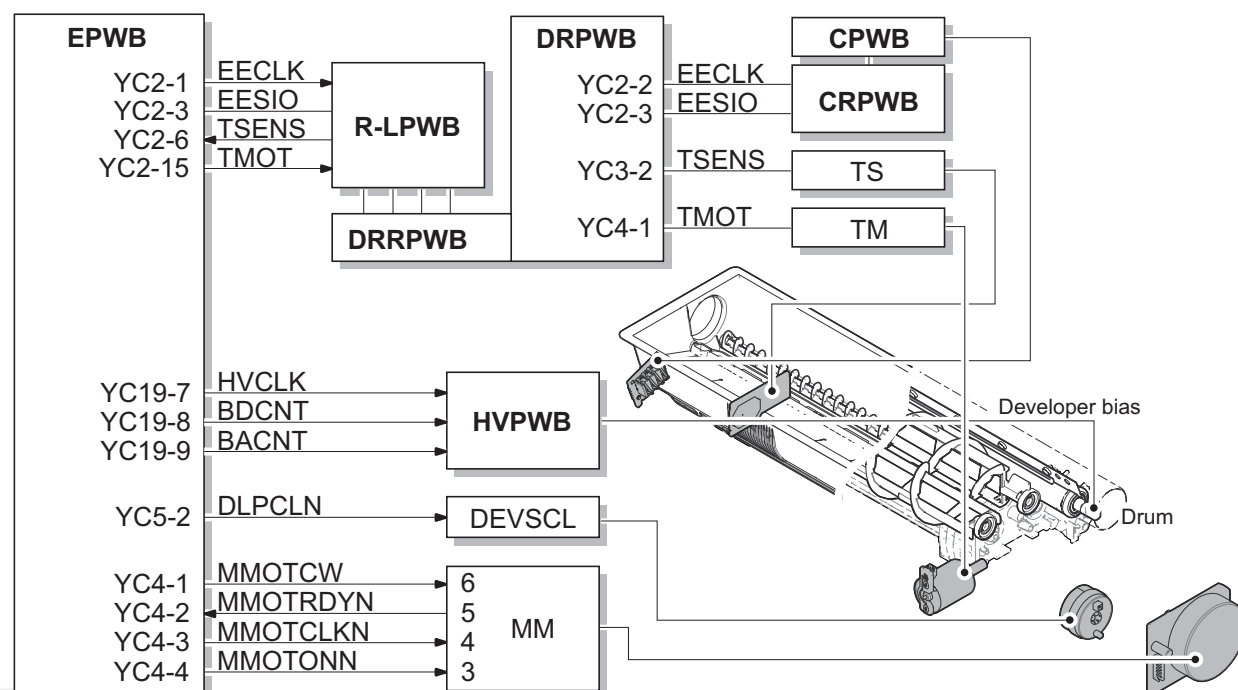 EPWB
YC2-1 EECLK
YC2-3 EESIO
YC2-6 TSENS
YC2-15 TMOT
R-LPWB
DRRPWB
DRPWB
YC2-2 EECLK
YC2-3 EESIO
YC3-2 TSENS
YC4-1 TMOT
CPWB
CRPWB
TS
TM
YC19-7 HVCLK
YC19-8 BDCNT
YC19-9 BACNT
HVPWB
Developer bias
Drum
YC5-2 DLPCLN
DEVSCL
YC4-1 MMOTCW 6
YC4-2 MMOTRDYN 5
YC4-3 MMOTCLKN 4
YC4-4 MMOTONN 3
MM